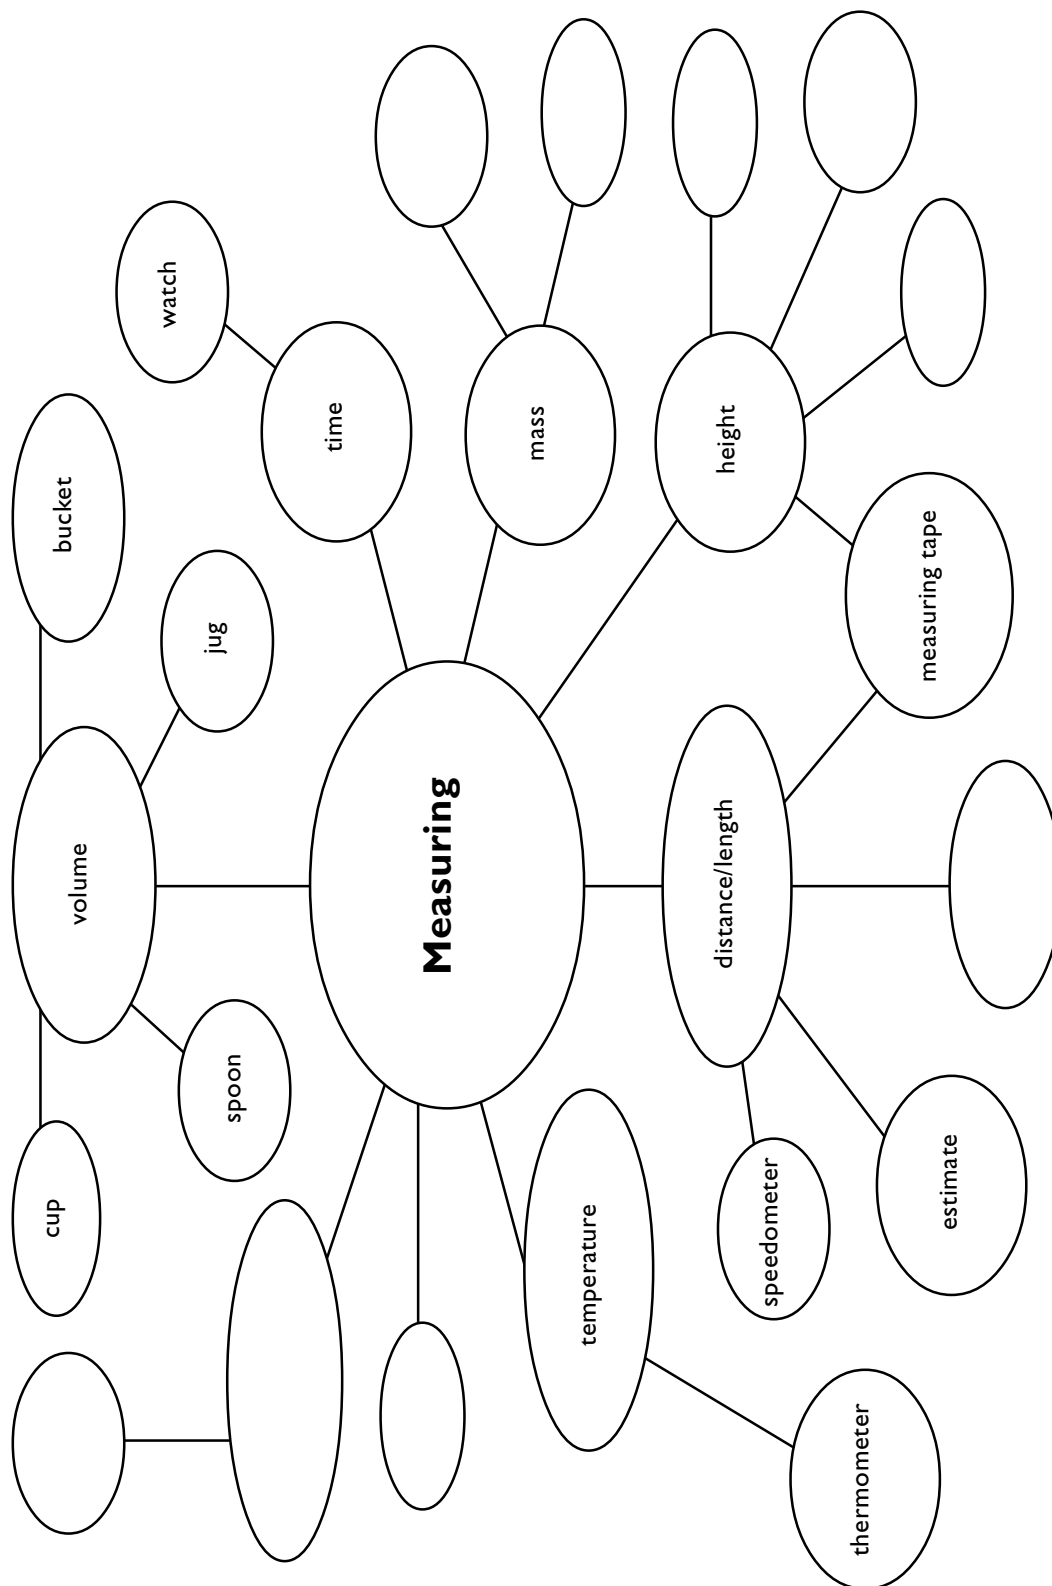 cup
volume
bucket
spoon
jug
watch
time
Measuring
mass
temperature
thermometer
speedometer
distance/length
height
estimate
measuring tape